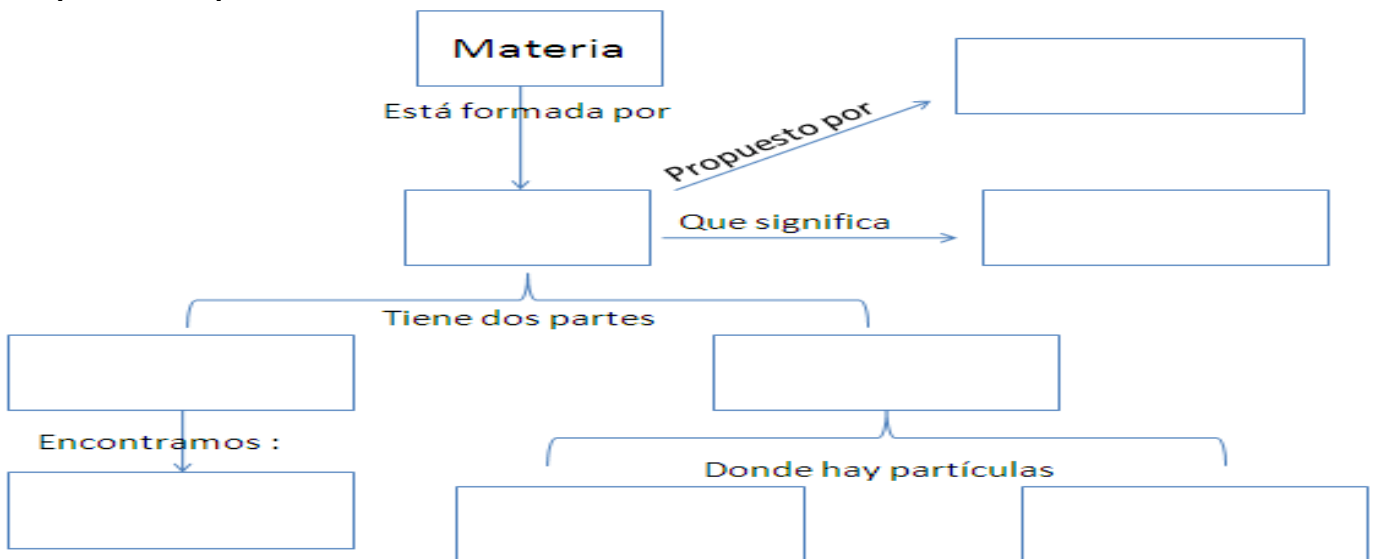 Materia
Está formada por
Propuesto por
Que significa
Tiene dos partes
Encontramos :
Donde hay partículas